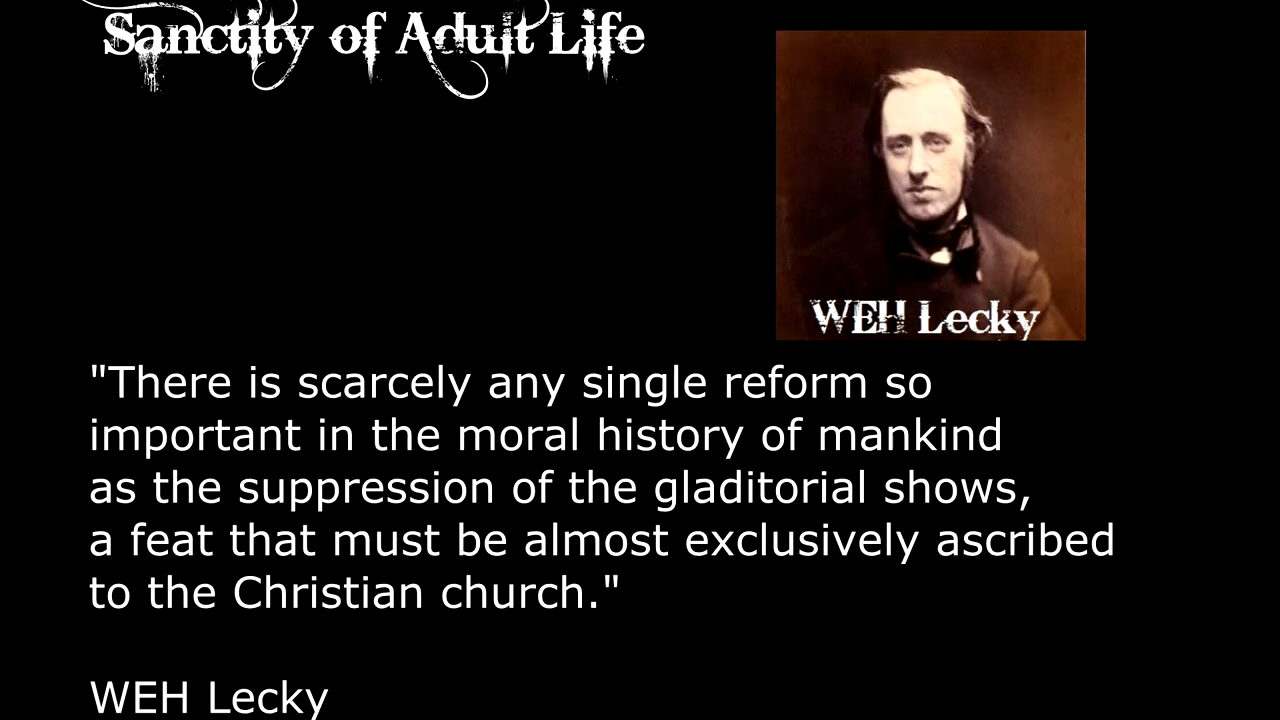 Sanctity of Adult Life
WEH Lecky
"There is scarcely any single reform so
important in the moral history of mankind
as the suppression of the gladitorial shows,
a feat that must be almost exclusively ascribed
to the Christian church."
WEH Lecky